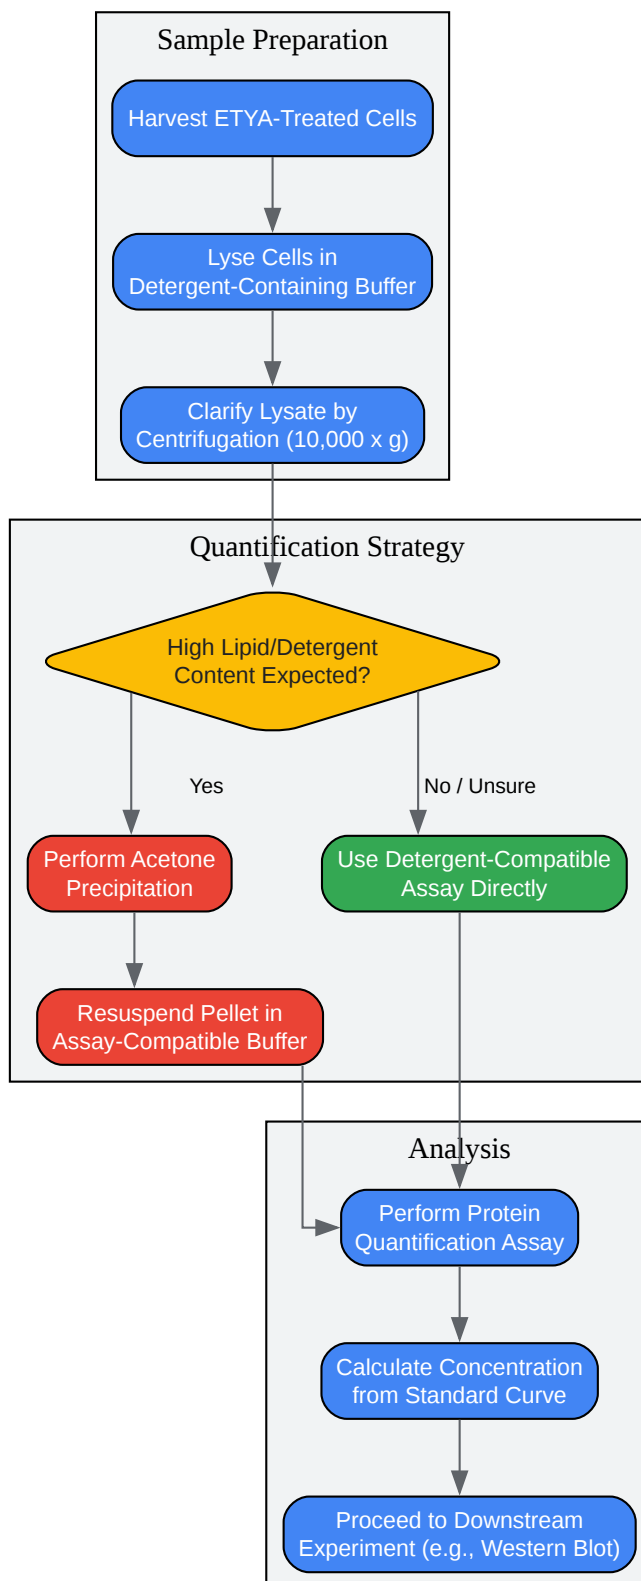 Sample Preparation
Harvest ETYA-Treated Cells
Lyse Cells in
Detergent-Containing Buffer
Clarify Lysate by
Centrifugation (10,000 x g)
Quantification Strategy
High Lipid/Detergent
Content Expected?
Yes
No / Unsure
Perform Acetone
Precipitation
Use Detergent-Compatible
Assay Directly
Resuspend Pellet in
Assay-Compatible Buffer
Analysis
Perform Protein
Quantification Assay
Calculate Concentration
from Standard Curve
Proceed to Downstream
Experiment (e.g., Western Blot)